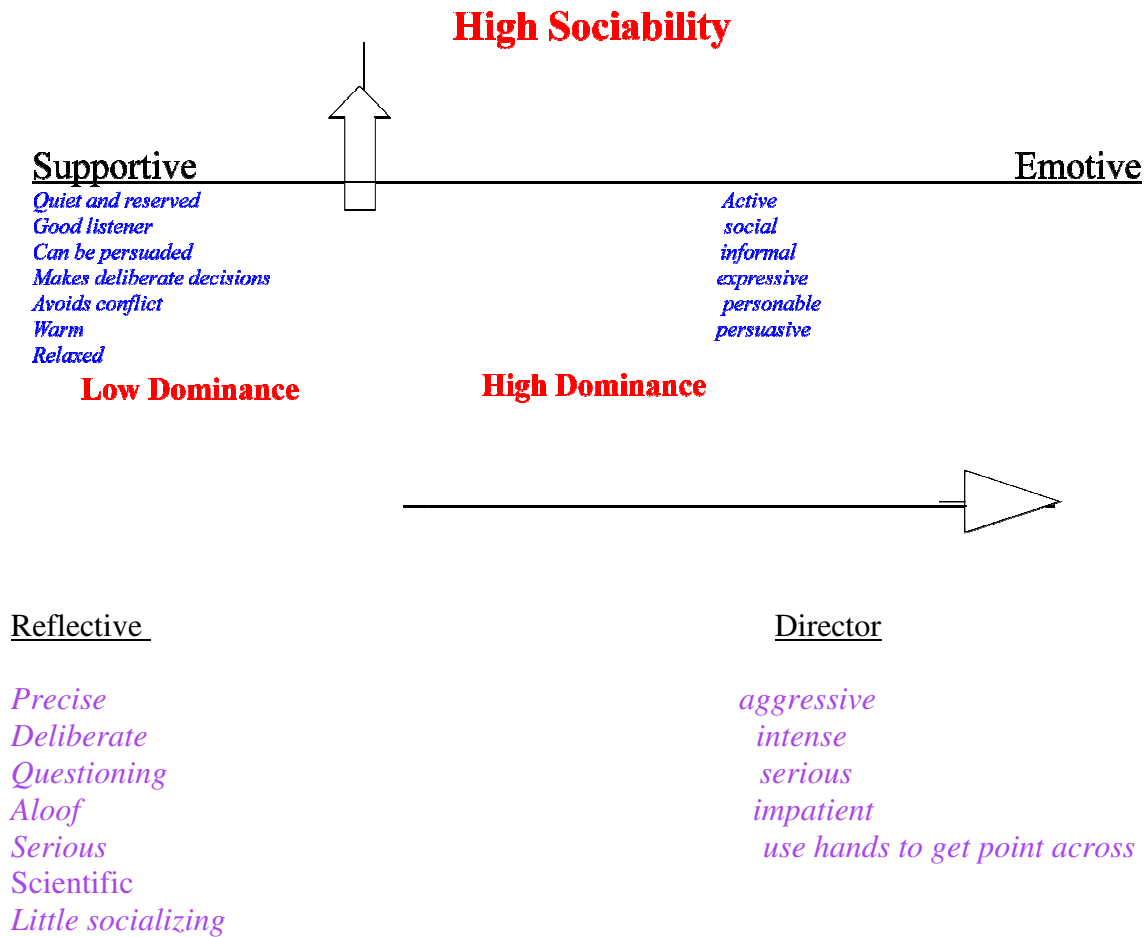 High Sociability
Supportive
Emotive
Quiet and reserved
Good listener
Can be persuaded
Makes deliberate decisions
Avoids conflict
Warm
Relaxed
Active
social
informal
expressive
personable
persuasive
Low Dominance
High Dominance
Reflective
Precise
Deliberate
Questioning
Aloof
Serious
Scientific
Little socializing
Director
aggressive
intense
serious
impatient
use hands to get point across